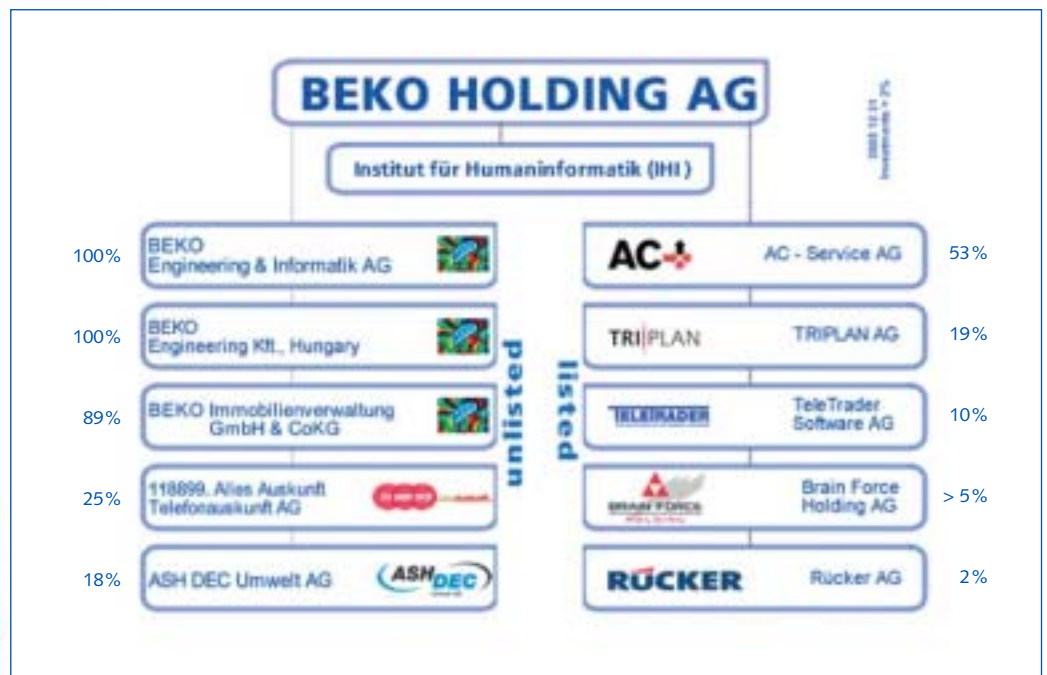 BEKO HOLDING AG
Institut für Humaninformatik (IHI)
100%
BEKO
Engineering & Informatik AG
100%
BEKO
Engineering Kft., Hungary
89%
BEKO Immobilienverwaltung
GmbH & CoKG
25%
118899. Alles Auskunft
Telefonauskunft AG
18%
ASH DEC Umwelt AG
ASH DEC
unlisted
listed
AC
AC - Service AG
53%
TRIPLAN
TRIPLAN AG
19%
TELETRADER
TeleTrader
Software AG
10%
BRAIN FORCE
HOLDING
Brain Force
Holding AG
> 5%
RÜCKER
Rücker AG
2%